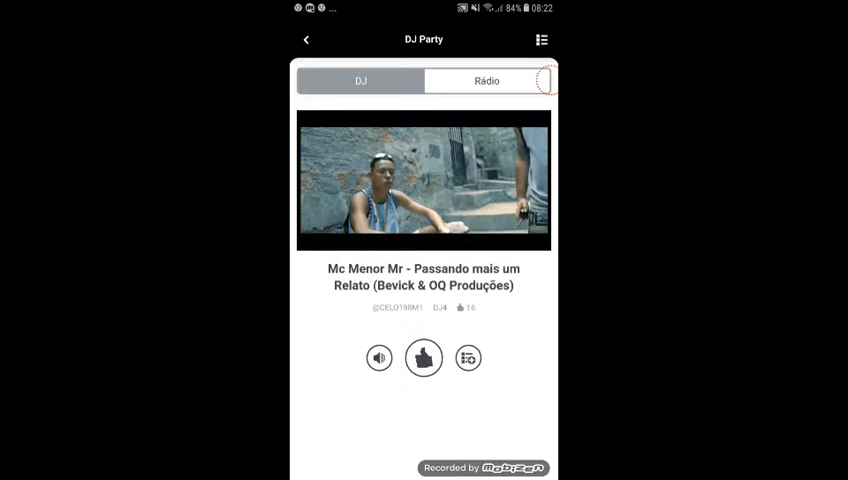 ... 84% 08:22
DJ Party
DJ Rádio
Mc Menor Mr - Passando mais um
Relato (Bevick & OQ Produções)
@CELO198M1 DJ4 16
Recorded by mobizen